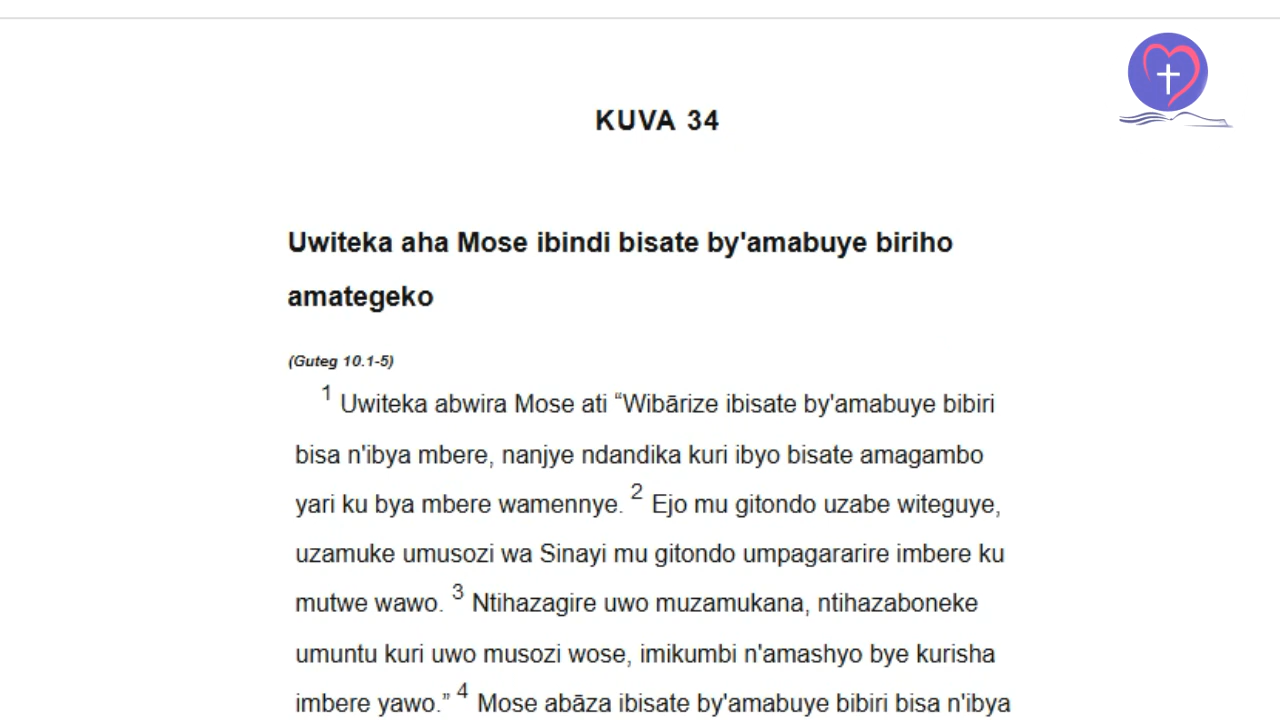 KUVA 34
Uwiteka aha Mose ibindi bisate by'amabuye biriho
amategeko
(Guteg 10.1-5)
1 Uwiteka abwira Mose ati “Wibārize ibisate by'amabuye bibiri
bisa n'ibya mbere, nanjye ndandika kuri ibyo bisate amagambo
yari ku bya mbere wamennye. 2 Ejo mu gitondo uzabe witeguye,
uzamuke umusozi wa Sinayi mu gitondo umpagararire imbere ku
mutwe wawo. 3 Ntihazagire uwo muzamukana, ntihazaboneke
umuntu kuri uwo musozi wose, imikumbi n'amashyo bye kurisha
imbere yawo.” 4 Mose abāza ibisate by'amabuye bibiri bisa n'ibya